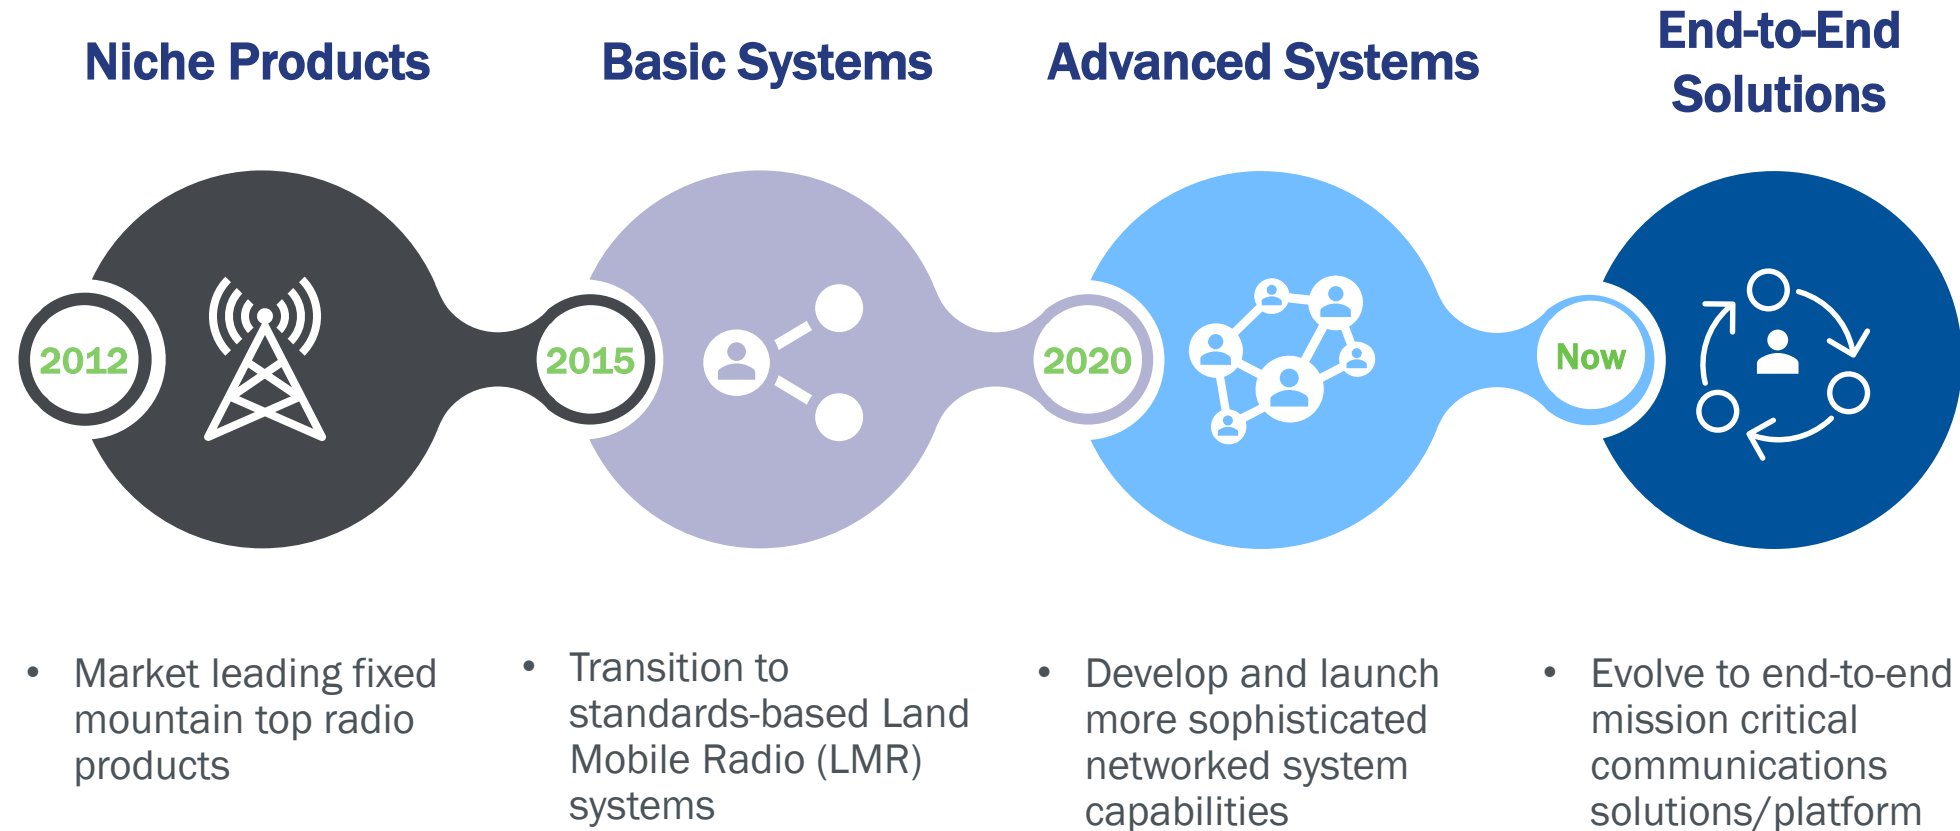 Niche Products
Basic Systems
Advanced Systems
End-to-End
Solutions
2012
2015
2020
Now
• Market leading fixed
mountain top radio
products
• Transition to
standards-based Land
Mobile Radio (LMR)
systems
• Develop and launch
more sophisticated
networked system
capabilities
• Evolve to end-to-end
mission critical
communications
solutions/platform